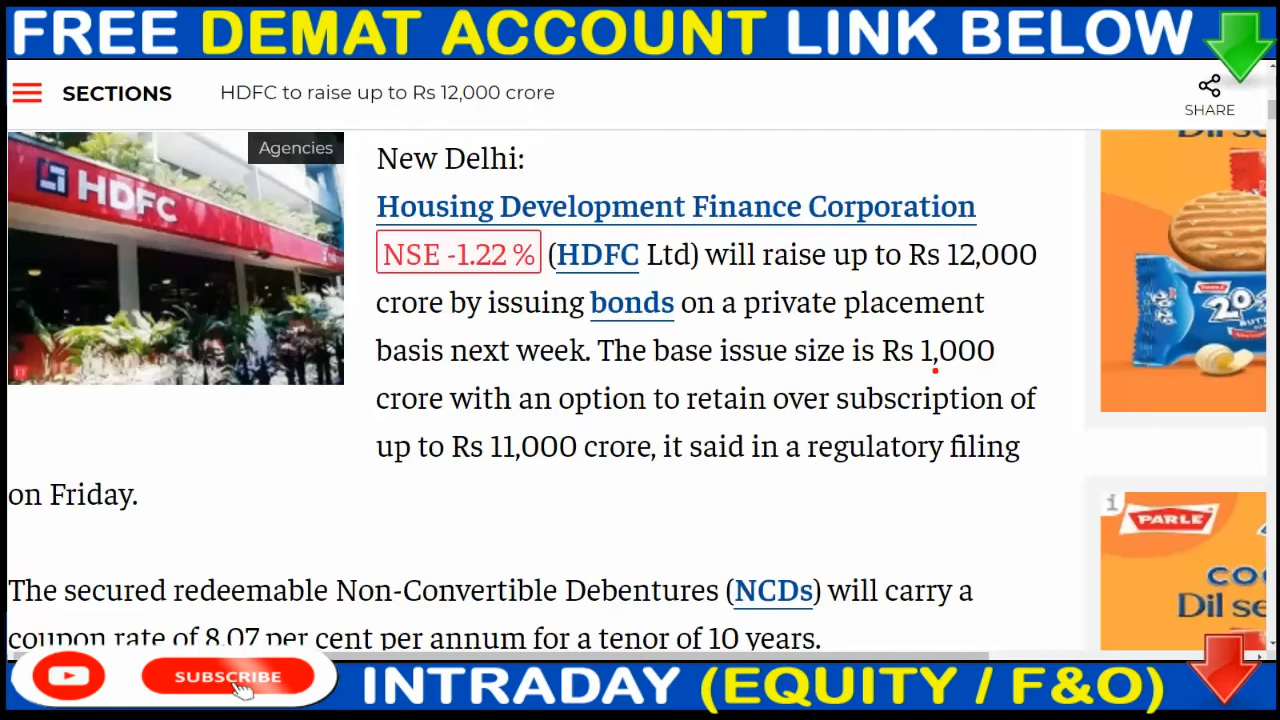 FREE DEMAT ACCOUNT LINK BELOW
SECTIONS
HDFC to raise up to Rs 12,000 crore
SHARE
Agencies
HDFC
ET
New Delhi:
Housing Development Finance Corporation
NSE -1.22 % (HDFC Ltd) will raise up to Rs 12,000
crore by issuing bonds on a private placement
basis next week. The base issue size is Rs 1,000
crore with an option to retain over subscription of
up to Rs 11,000 crore, it said in a regulatory filing
on Friday.
The secured redeemable Non-Convertible Debentures (NCDs) will carry a
coupon rate of 8.07 per cent per annum for a tenor of 10 years.
PARLE
20
i
PARLE
Dil se
SUBSCRIBE
INTRADAY (EQUITY / F&O)